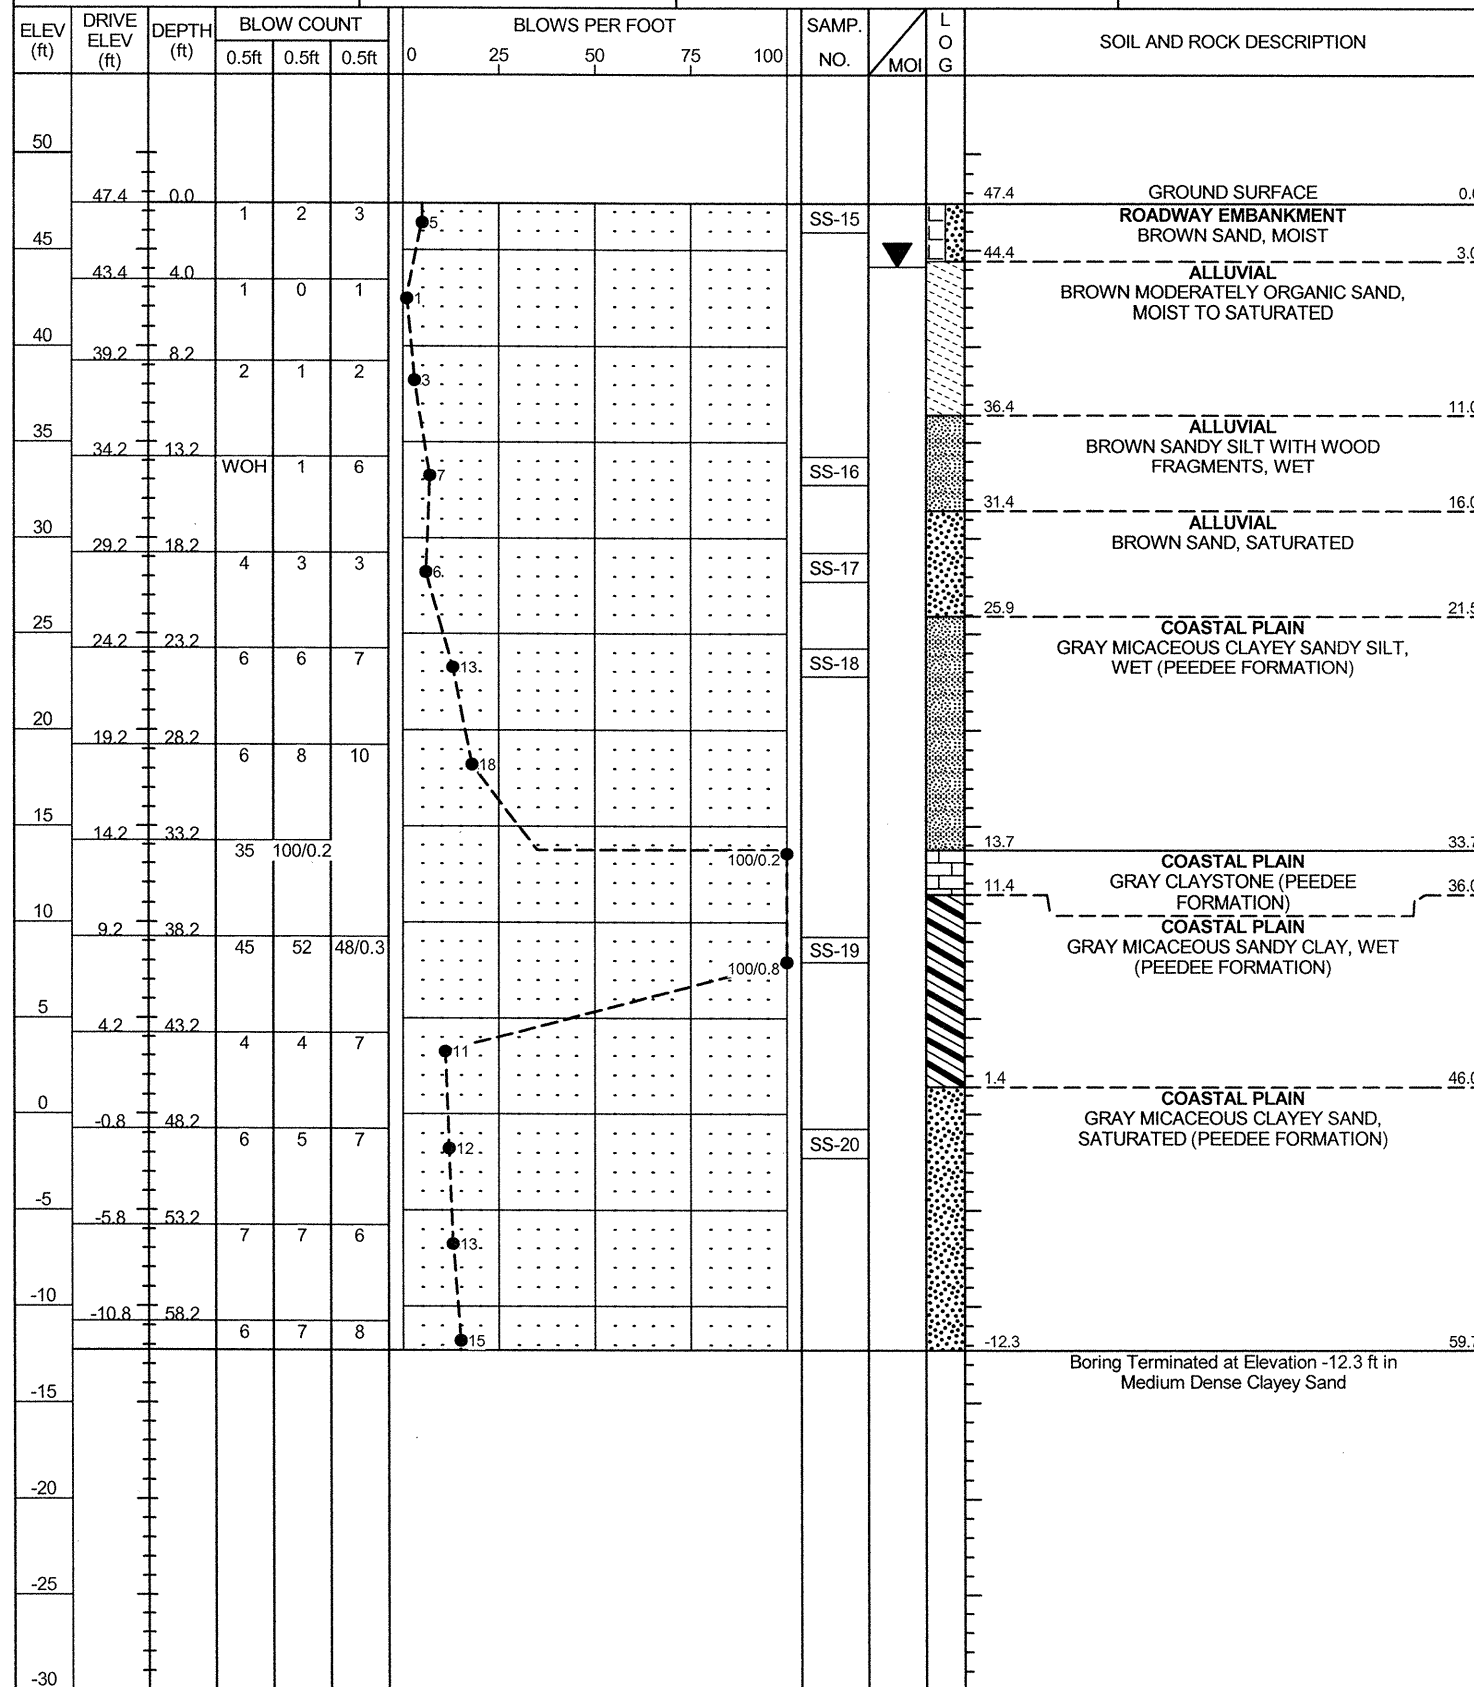 ELEV (ft) DRIVE ELEV (ft) DEPTH (ft) BLOW COUNT BLOWS PER FOOT SAMP. NO. MOI LOG SOIL AND ROCK DESCRIPTION
0.5ft 0.5ft 0.5ft 0 25 50 75 100
50
47.4 0.0 47.4 GROUND SURFACE
1 2 3 5 SS-15 ROADWAY EMBANKMENT
BROWN SAND, MOIST
45
44.4
43.4 4.0 ALLUVIAL
1 0 1 1 BROWN MODERATELY ORGANIC SAND,
MOIST TO SATURATED
40
39.2 8.2
2 1 2 3
36.4
35 ALLUVIAL
34.2 13.2 BROWN SANDY SILT WITH WOOD
WOH 1 6 7 SS-16 FRAGMENTS, WET
31.4
30 ALLUVIAL
29.2 18.2 BROWN SAND, SATURATED
4 3 3 6 SS-17
25.9
25 COASTAL PLAIN
24.2 23.2 GRAY MICACEOUS CLAYEY SANDY SILT,
6 6 7 13 SS-18 WET (PEEDEE FORMATION)
20
19.2 28.2
6 8 10 18
15
14.2 33.2 13.7
35 100/0.2 100/0.2 COASTAL PLAIN
GRAY CLAYSTONE (PEEDEE
11.4 FORMATION)
10
9.2 38.2 COASTAL PLAIN
45 52 48/0.3 SS-19 GRAY MICACEOUS SANDY CLAY, WET
100/0.8 (PEEDEE FORMATION)
5
4.2 43.2
4 4 7 11
1.4
0 COASTAL PLAIN
-0.8 48.2 GRAY MICACEOUS CLAYEY SAND,
6 5 7 12 SS-20 SATURATED (PEEDEE FORMATION)
-5
-5.8 53.2
7 7 6 13
-10
-10.8 58.2
6 7 8 15
-12.3
Boring Terminated at Elevation -12.3 ft in
Medium Dense Clayey Sand
-15
-20
-25
-30